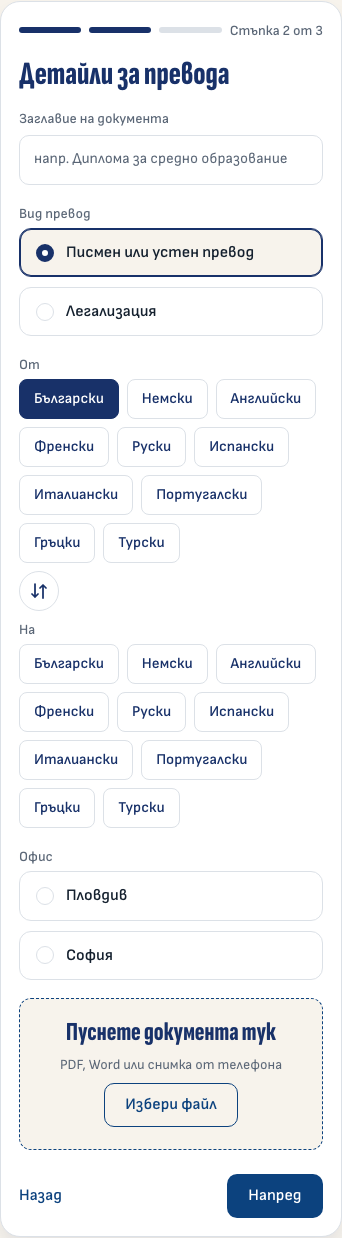 Стъпка 2 от 3
Детайли за превода
Заглавие на документа
напр. Диплома за средно образование
Вид превод
Писмен или устен превод
Легализация
От
Български Немски Английски
Френски Руски Испански
Италиански Португалски
Гръцки Турски
На
Български Немски Английски
Френски Руски Испански
Италиански Португалски
Гръцки Турски
Офис
Пловдив
София
Пуснете документа тук
PDF, Word или снимка от телефона
Избери файл
Назад Напред